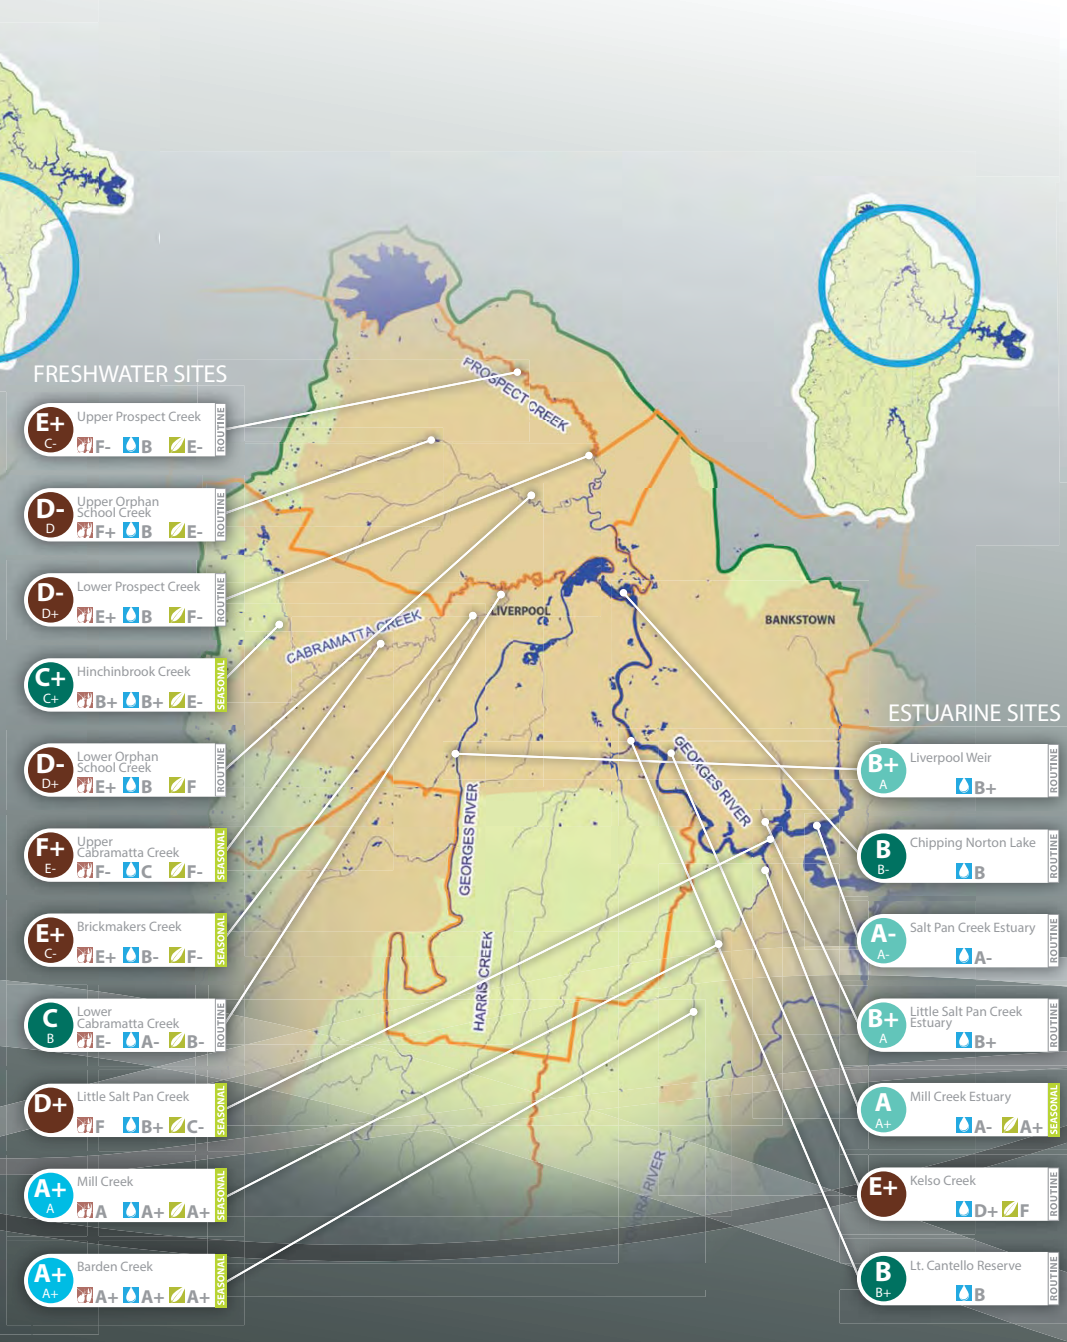 FRESHWATER SITES
E+
C-
Upper Prospect Creek
F- B E-
ROUTINE
D-
D
Upper Orphan
School Creek
F+ B E-
ROUTINE
D-
D+
Lower Prospect Creek
E+ B F-
ROUTINE
C+
C+
Hinchinbrook Creek
B+ B+ E-
SEASONAL
D-
D+
Lower Orphan
School Creek
E+ B F
ROUTINE
F+
E-
Upper
Cabramatta Creek
F- C F-
SEASONAL
E+
C-
Brickmakers Creek
E+ B- F-
SEASONAL
C
B
Lower
Cabramatta Creek
E- A- B-
ROUTINE
D+
Little Salt Pan Creek
F B+ C-
SEASONAL
A+
A
Mill Creek
A A+ A+
SEASONAL
A+
A+
Barden Creek
A+ A+ A+
SEASONAL
PROSPECT CREEK
CABRAMATTA CREEK
LIVERPOOL
BANKSTOWN
GEORGES RIVER
GEORGES RIVER
HARRIS CREEK
ORA RIVER
ESTUARINE SITES
B+
A
Liverpool Weir
B+
ROUTINE
B
B-
Chipping Norton Lake
B
ROUTINE
A-
A-
Salt Pan Creek Estuary
A-
ROUTINE
B+
A
Little Salt Pan Creek
Estuary
B+
ROUTINE
A
A+
Mill Creek Estuary
A- A+
SEASONAL
E+
Kelso Creek
D+ F
ROUTINE
B
B+
Lt. Cantello Reserve
B
ROUTINE